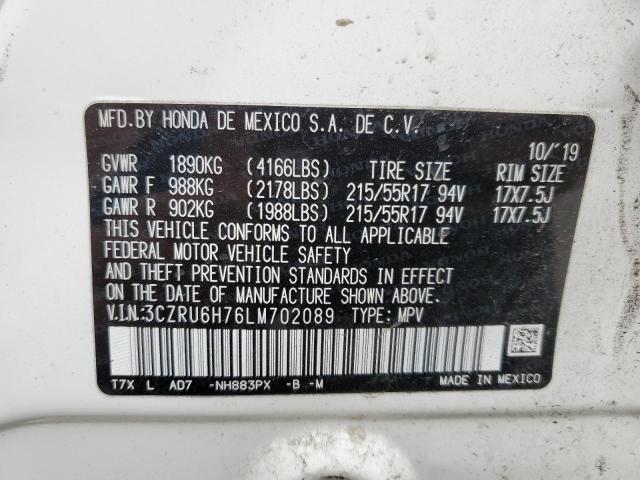 MFD.BY HONDA DE MEXICO S.A. DE C.V.
10/'19
GVWR 1890KG (4166LBS) TIRE SIZE RIM SIZE
GAWR F 988KG (2178LBS) 215/55R17 94V 17X7.5J
GAWR R 902KG (1988LBS) 215/55R17 94V 17X7.5J
THIS VEHICLE CONFORMS TO ALL APPLICABLE
FEDERAL MOTOR VEHICLE SAFETY
AND THEFT PREVENTION STANDARDS IN EFFECT
ON THE DATE OF MANUFACTURE SHOWN ABOVE.
V.I.N.:3CZRU6H76LM702089 TYPE: MPV
T7X L AD7 -NH883PX -B -M MADE IN MEXICO